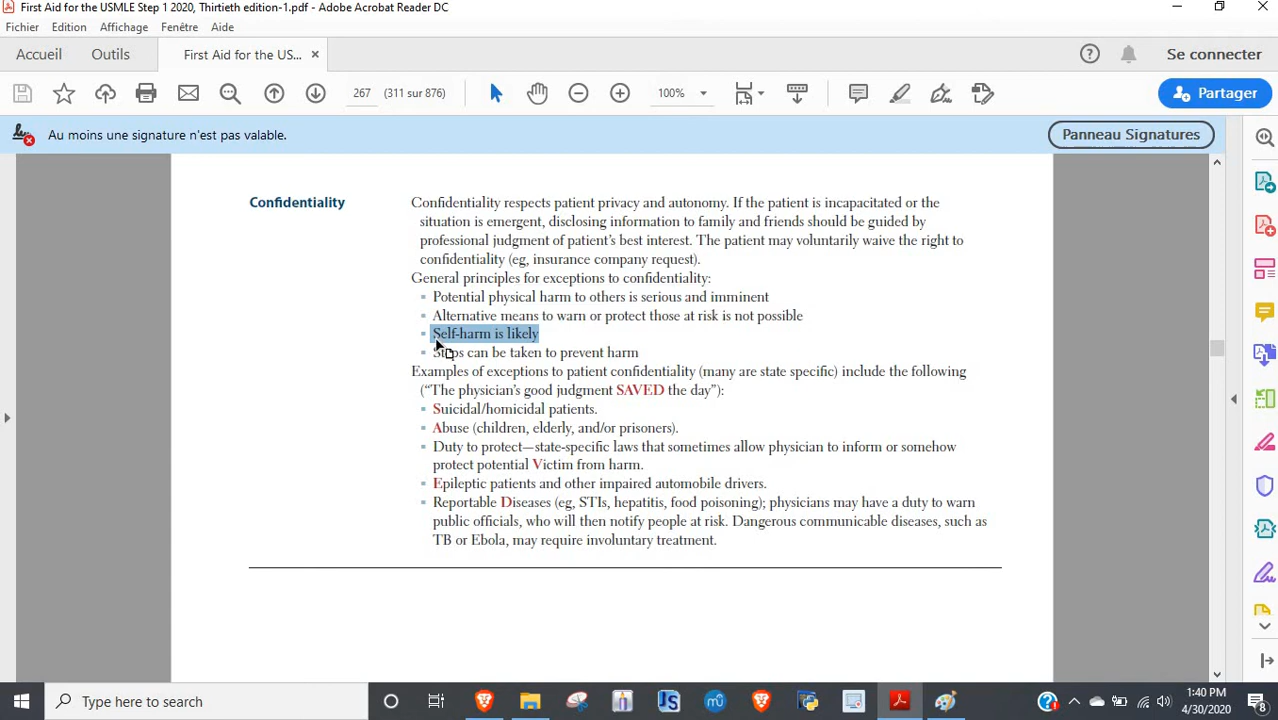 First Aid for the USMLE Step 1 2020, Thirtieth edition-1.pdf - Adobe Acrobat Reader DC
Fichier Edition Affichage Fenêtre Aide
Accueil Outils First Aid for the US... × Se connecter
267 (311 sur 876) 100% Partager
Au moins une signature n'est pas valable. Panneau Signatures
Confidentiality Confidentiality respects patient privacy and autonomy. If the patient is incapacitated or the
situation is emergent, disclosing information to family and friends should be guided by
professional judgment of patient's best interest. The patient may voluntarily waive the right to
confidentiality (eg, insurance company request).
General principles for exceptions to confidentiality:
▪ Potential physical harm to others is serious and imminent
▪ Alternative means to warn or protect those at risk is not possible
▪ Self-harm is likely
▪ Steps can be taken to prevent harm
Examples of exceptions to patient confidentiality (many are state specific) include the following
(“The physician's good judgment SAVED the day”):
▪ Suicidal/homicidal patients.
▪ Abuse (children, elderly, and/or prisoners).
▪ Duty to protect—state-specific laws that sometimes allow physician to inform or somehow
protect potential Victim from harm.
▪ Epileptic patients and other impaired automobile drivers.
▪ Reportable Diseases (eg, STIs, hepatitis, food poisoning); physicians may have a duty to warn
public officials, who will then notify people at risk. Dangerous communicable diseases, such as
TB or Ebola, may require involuntary treatment.
Type here to search
1:40 PM
4/30/2020
8